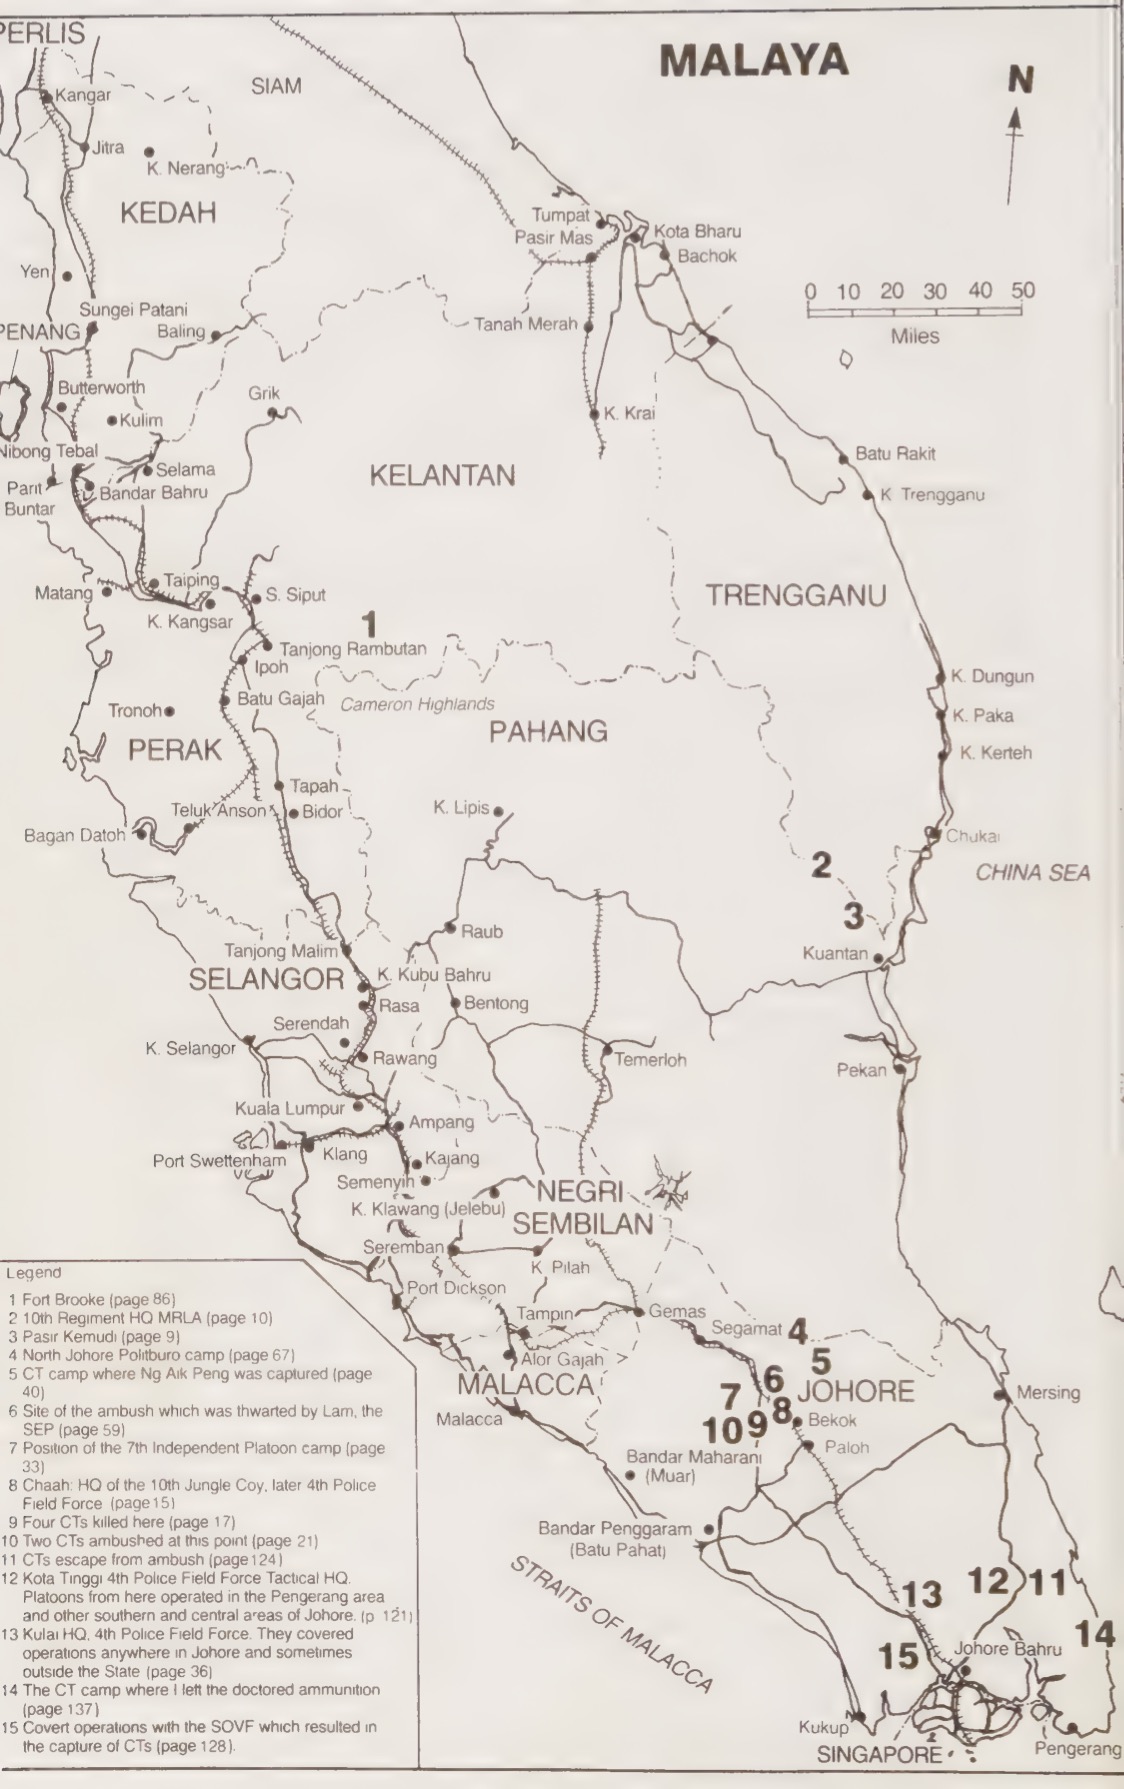 PERLIS
MALAYA
SIAM
N
Kangar
Jitra
K. Nerang
KEDAH
Tumpat
Kota Bharu
Pasir Mas
Bachok
Yen
0 10 20 30 40 50
Miles
Sungei Patani
PENANG
Baling
Tanah Merah
Butterworth
Grik
Kulim
K. Krai
Nibong Tebal
Batu Rakit
Selama
KELANTAN
Parit
Buntar
Bandar Bahru
K Trengganu
Taiping
Matang
S. Siput
TRENGGANU
K. Kangsar
1
Tanjong Rambutan
Ipoh
K. Dungun
Batu Gajah
Cameron Highlands
Tronoh
K. Paka
PAHANG
PERAK
K. Kerteh
Tapah
K. Lipis
Teluk Anson
Bidor
Bagan Datoh
Chukai
2
CHINA SEA
3
Raub
Tanjong Malim
Kuantan
SELANGOR
K. Kubu Bahru
Rasa
Bentong
Serendah
K. Selangor
Rawang
Temerloh
Pekan
Kuala Lumpur
Ampang
Port Swettenham
Klang
Kajang
Semenyih
NEGRI
SEMBILAN
K. Klawang (Jelebu)
Seremban
K. Pilah
Port Dickson
Tampin
Gemas
Segamat
4
Alor Gajah
5
MALACCA
6
JOHORE
7
Mersing
Malacca
8
Bekok
10
9
Paloh
Bandar Maharani
(Muar)
Bandar Penggaram
(Batu Pahat)
STRAITS OF MALACCA
12
11
13
14
15
Johore Bahru
Kukup
SINGAPORE
Pengerang
Legend
1 Fort Brooke (page 86)
2 10th Regiment HQ MRLA (page 10)
3 Pasir Kemudi (page 9)
4 North Johore Politburo camp (page 67)
5 CT camp where Ng Aik Peng was captured (page
40)
6 Site of the ambush which was thwarted by Lam, the
SEP (page 59)
7 Position of the 7th Independent Platoon camp (page
33)
8 Chaah: HQ of the 10th Jungle Coy, later 4th Police
Field Force (page15)
9 Four CTs killed here (page 17)
10 Two CTs ambushed at this point (page 21)
11 CTs escape from ambush (page124)
12 Kota Tinggi 4th Police Field Force Tactical HQ.
Platoons from here operated in the Pengerang area
and other southern and central areas of Johore. (p 121)
13 Kulai HQ, 4th Police Field Force. They covered
operations anywhere in Johore and sometimes
outside the State (page 36)
14 The CT camp where I left the doctored ammunition
(page 137)
15 Covert operations with the SOVF which resulted in
the capture of CTs (page 128).